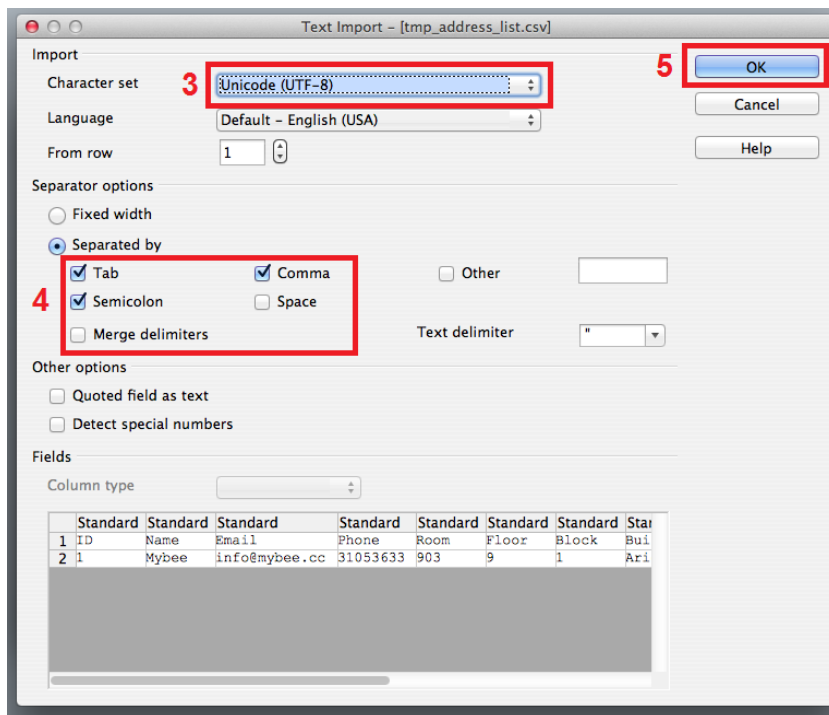 Text Import - [tmp_address_list.csv]
Import
Character set 3 Unicode (UTF-8) 5 OK
Language Default - English (USA) Cancel
From row 1 Help
Separator options
Fixed width
Separated by
Tab Comma Other
4 Semicolon Space
Merge delimiters Text delimiter "
Other options
Quoted field as text
Detect special numbers
Fields
Column type
Standard Standard Standard Standard Standard Standard Standard Star
1 ID Name Email Phone Room Floor Block Bui
2 1 Mybee info@mybee.cc 31053633 903 9 1 Ari